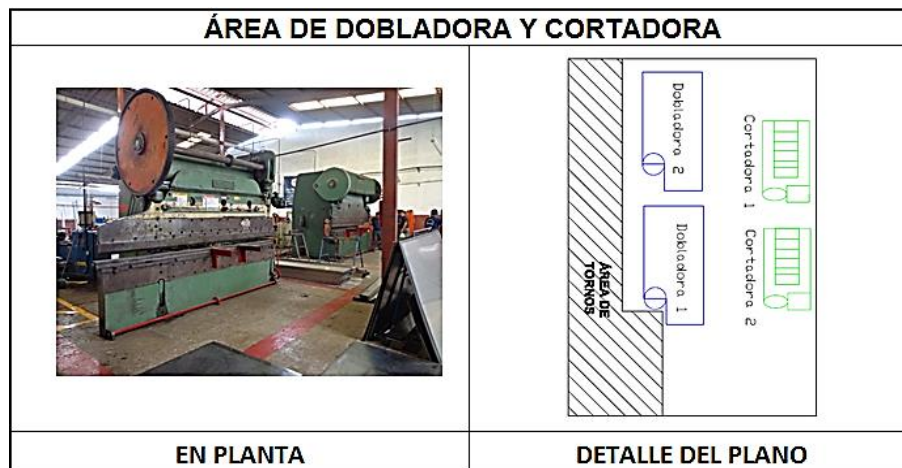 ÁREA DE DOBLADORA Y CORTADORA
Dobladora 2
Cortadora 1
Dobladora 1
Cortadora 2
ÁREA DE
TORNOS
EN PLANTA
DETALLE DEL PLANO